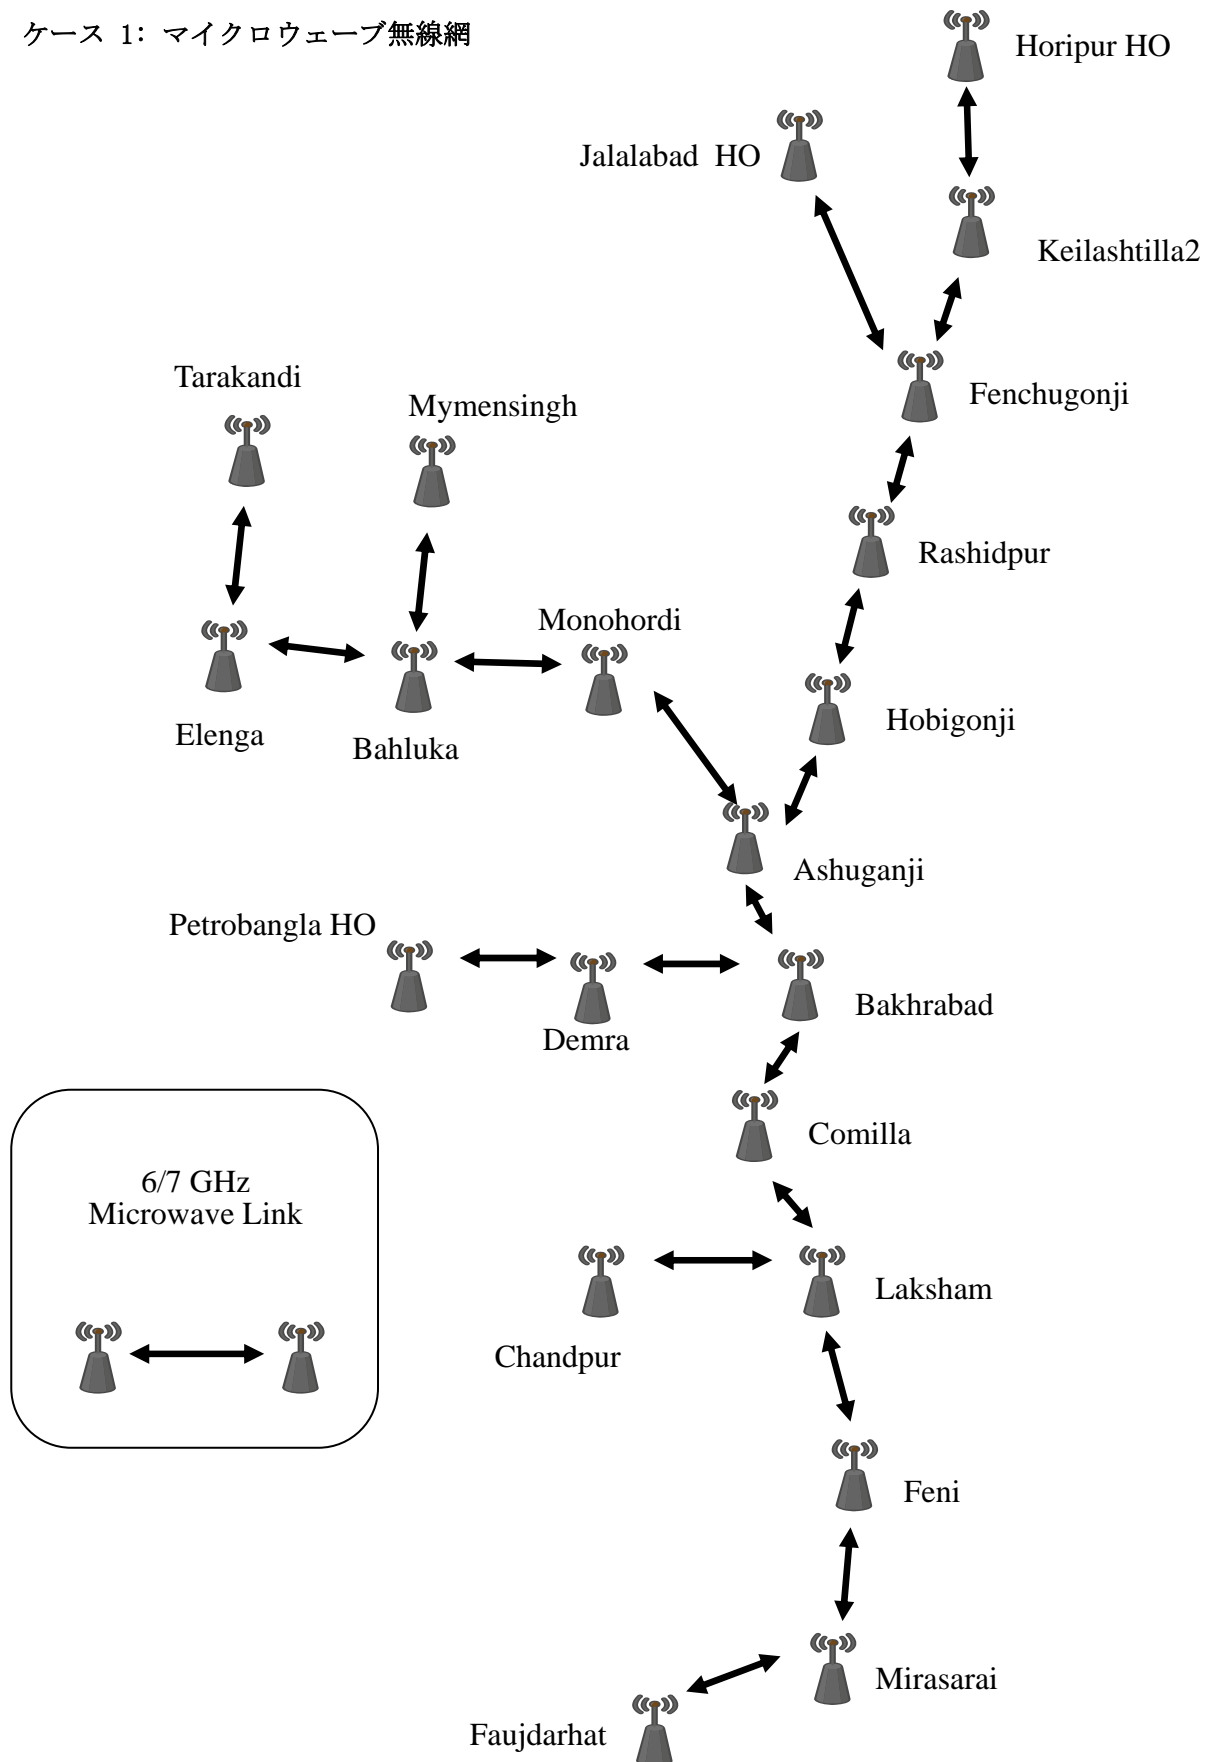 ケース 1: マイクロウェーブ無線網
Horipur HO
Jalalabad HO
Keilashtilla2
Tarakandi
Mymensingh
Fenchugonji
Rashidpur
Monohordi
Hobigonji
Elenga
Bahluka
Ashuganji
Petrobangla HO
Bakhrabad
Demra
Comilla
6/7 GHz
Microwave Link
Laksham
Chandpur
Feni
Mirasarai
Faujdarhat